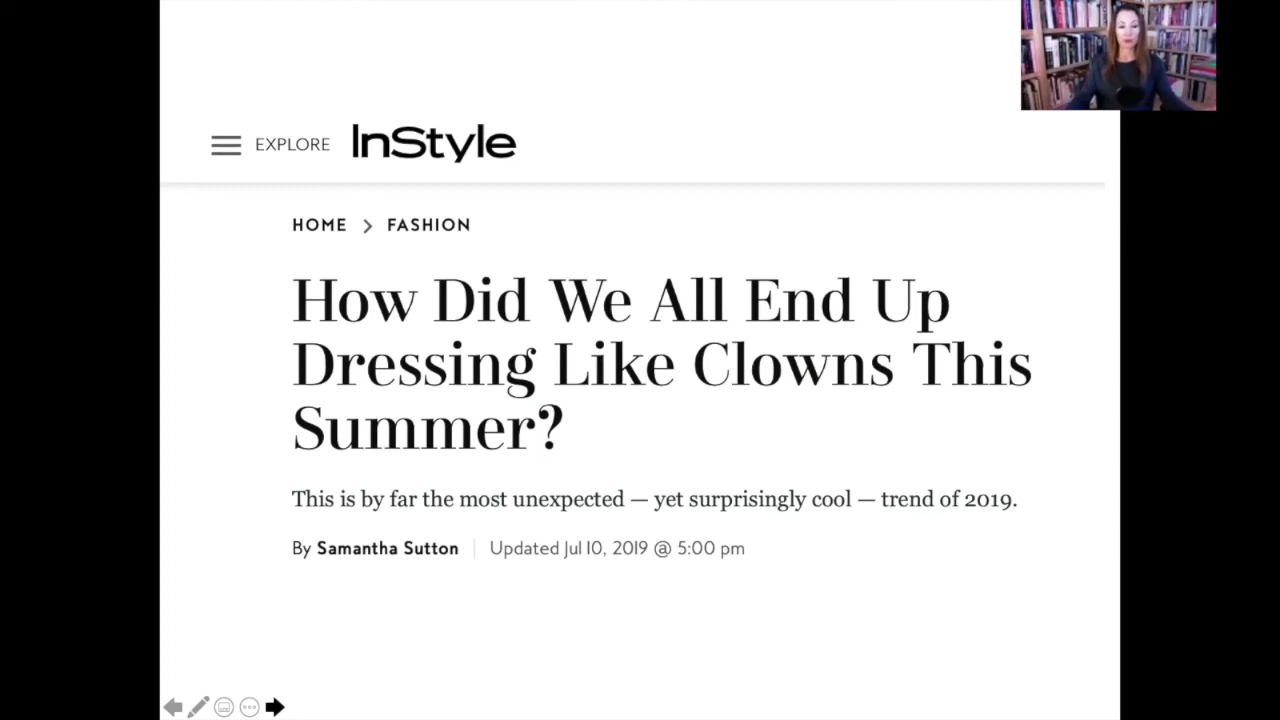 EXPLORE InStyle
HOME > FASHION
How Did We All End Up
Dressing Like Clowns This
Summer?
This is by far the most unexpected — yet surprisingly cool — trend of 2019.
By Samantha Sutton | Updated Jul 10, 2019 @ 5:00 pm